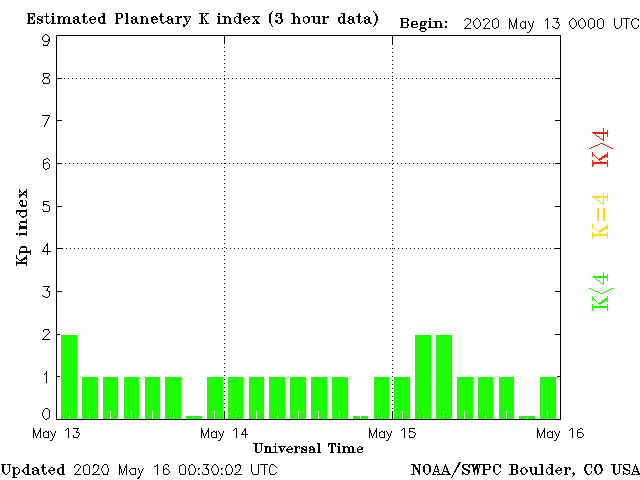 Estimated Planetary K index (3 hour data)
Begin: 2020 May 13 0000 UTC
9
8
7
6
5
4
3
2
1
0
Kp index
K>4
K=4
K<4
May 13
May 14
May 15
May 16
Universal Time
Updated 2020 May 16 00:30:02 UTC
NOAA/SWPC Boulder, CO USA